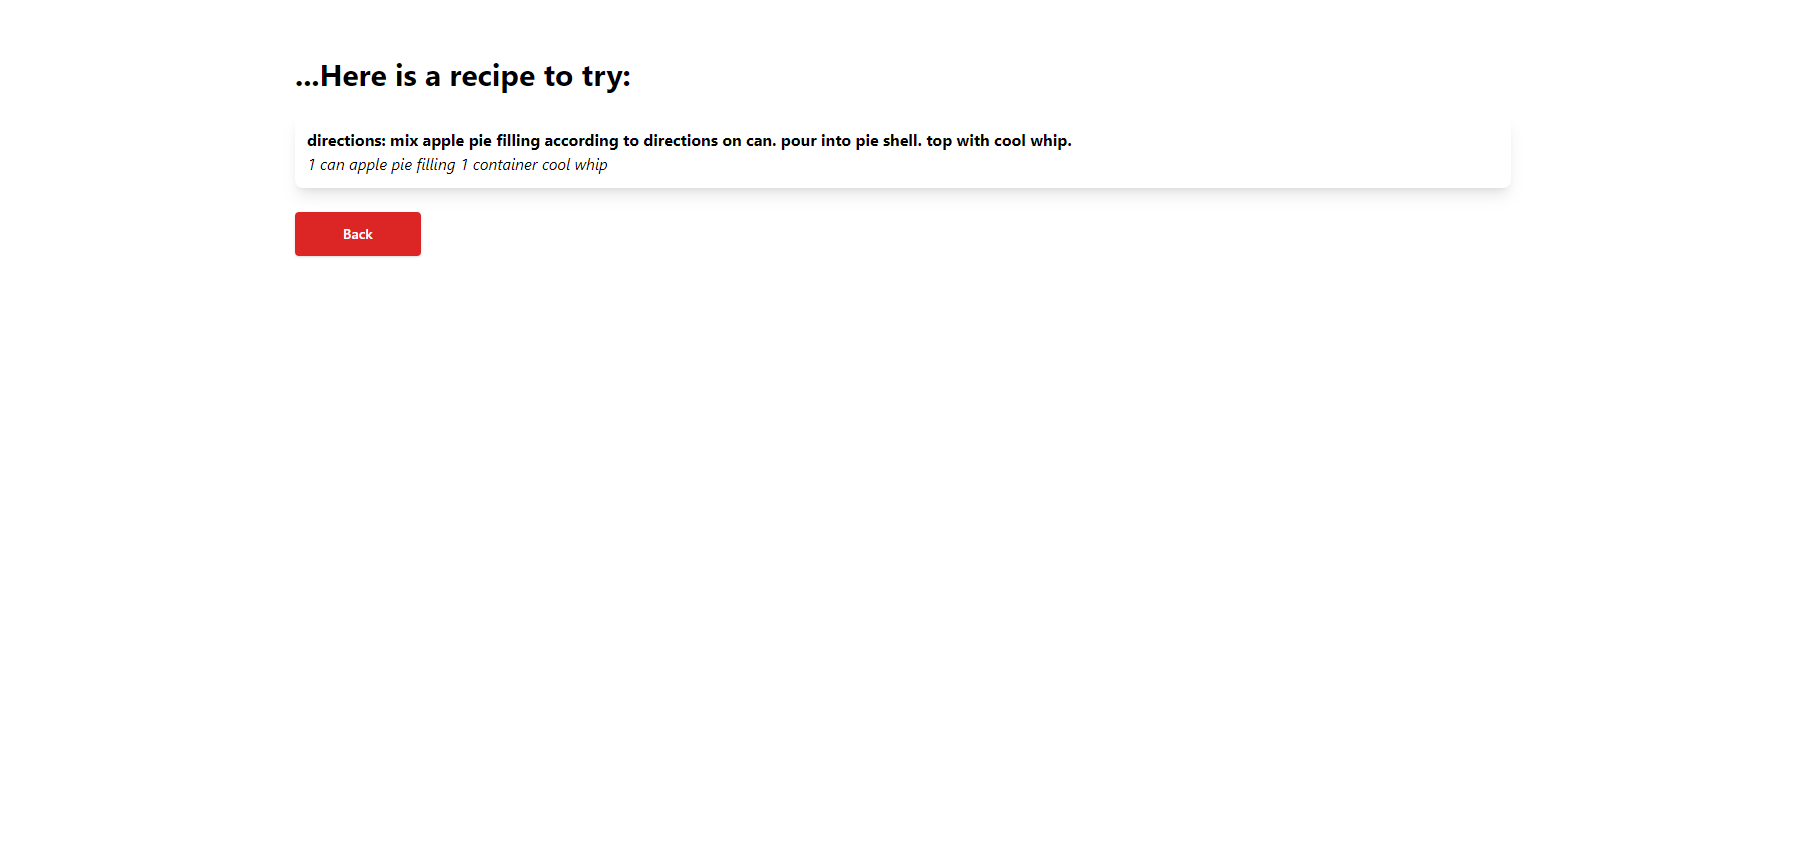 ...Here is a recipe to try:
directions: mix apple pie filling according to directions on can. pour into pie shell. top with cool whip.
1 can apple pie filling 1 container cool whip
Back